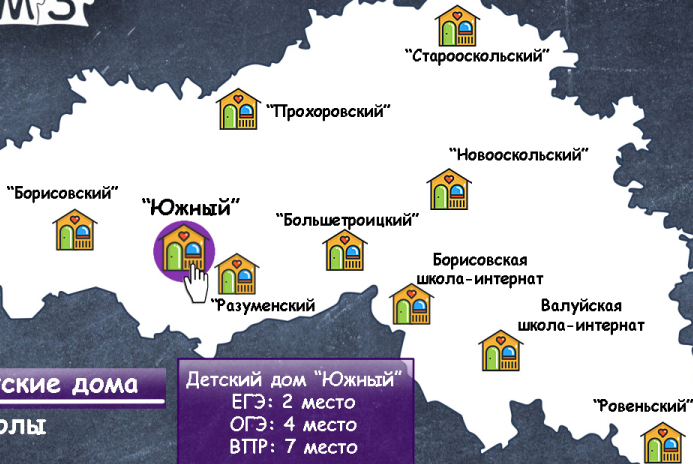 "Старооскольский"
"Прохоровский"
"Новооскольский"
"Борисовский"
"Южный"
"Большетроицкий"
Борисовская
школа-интернат
"Разуменский
Валуйская
школа-интернат
дома
Детский дом "Южный"
ЕГЭ: 2 место
ОГЭ: 4 место
ВПР: 7 место
"Ровеньский"